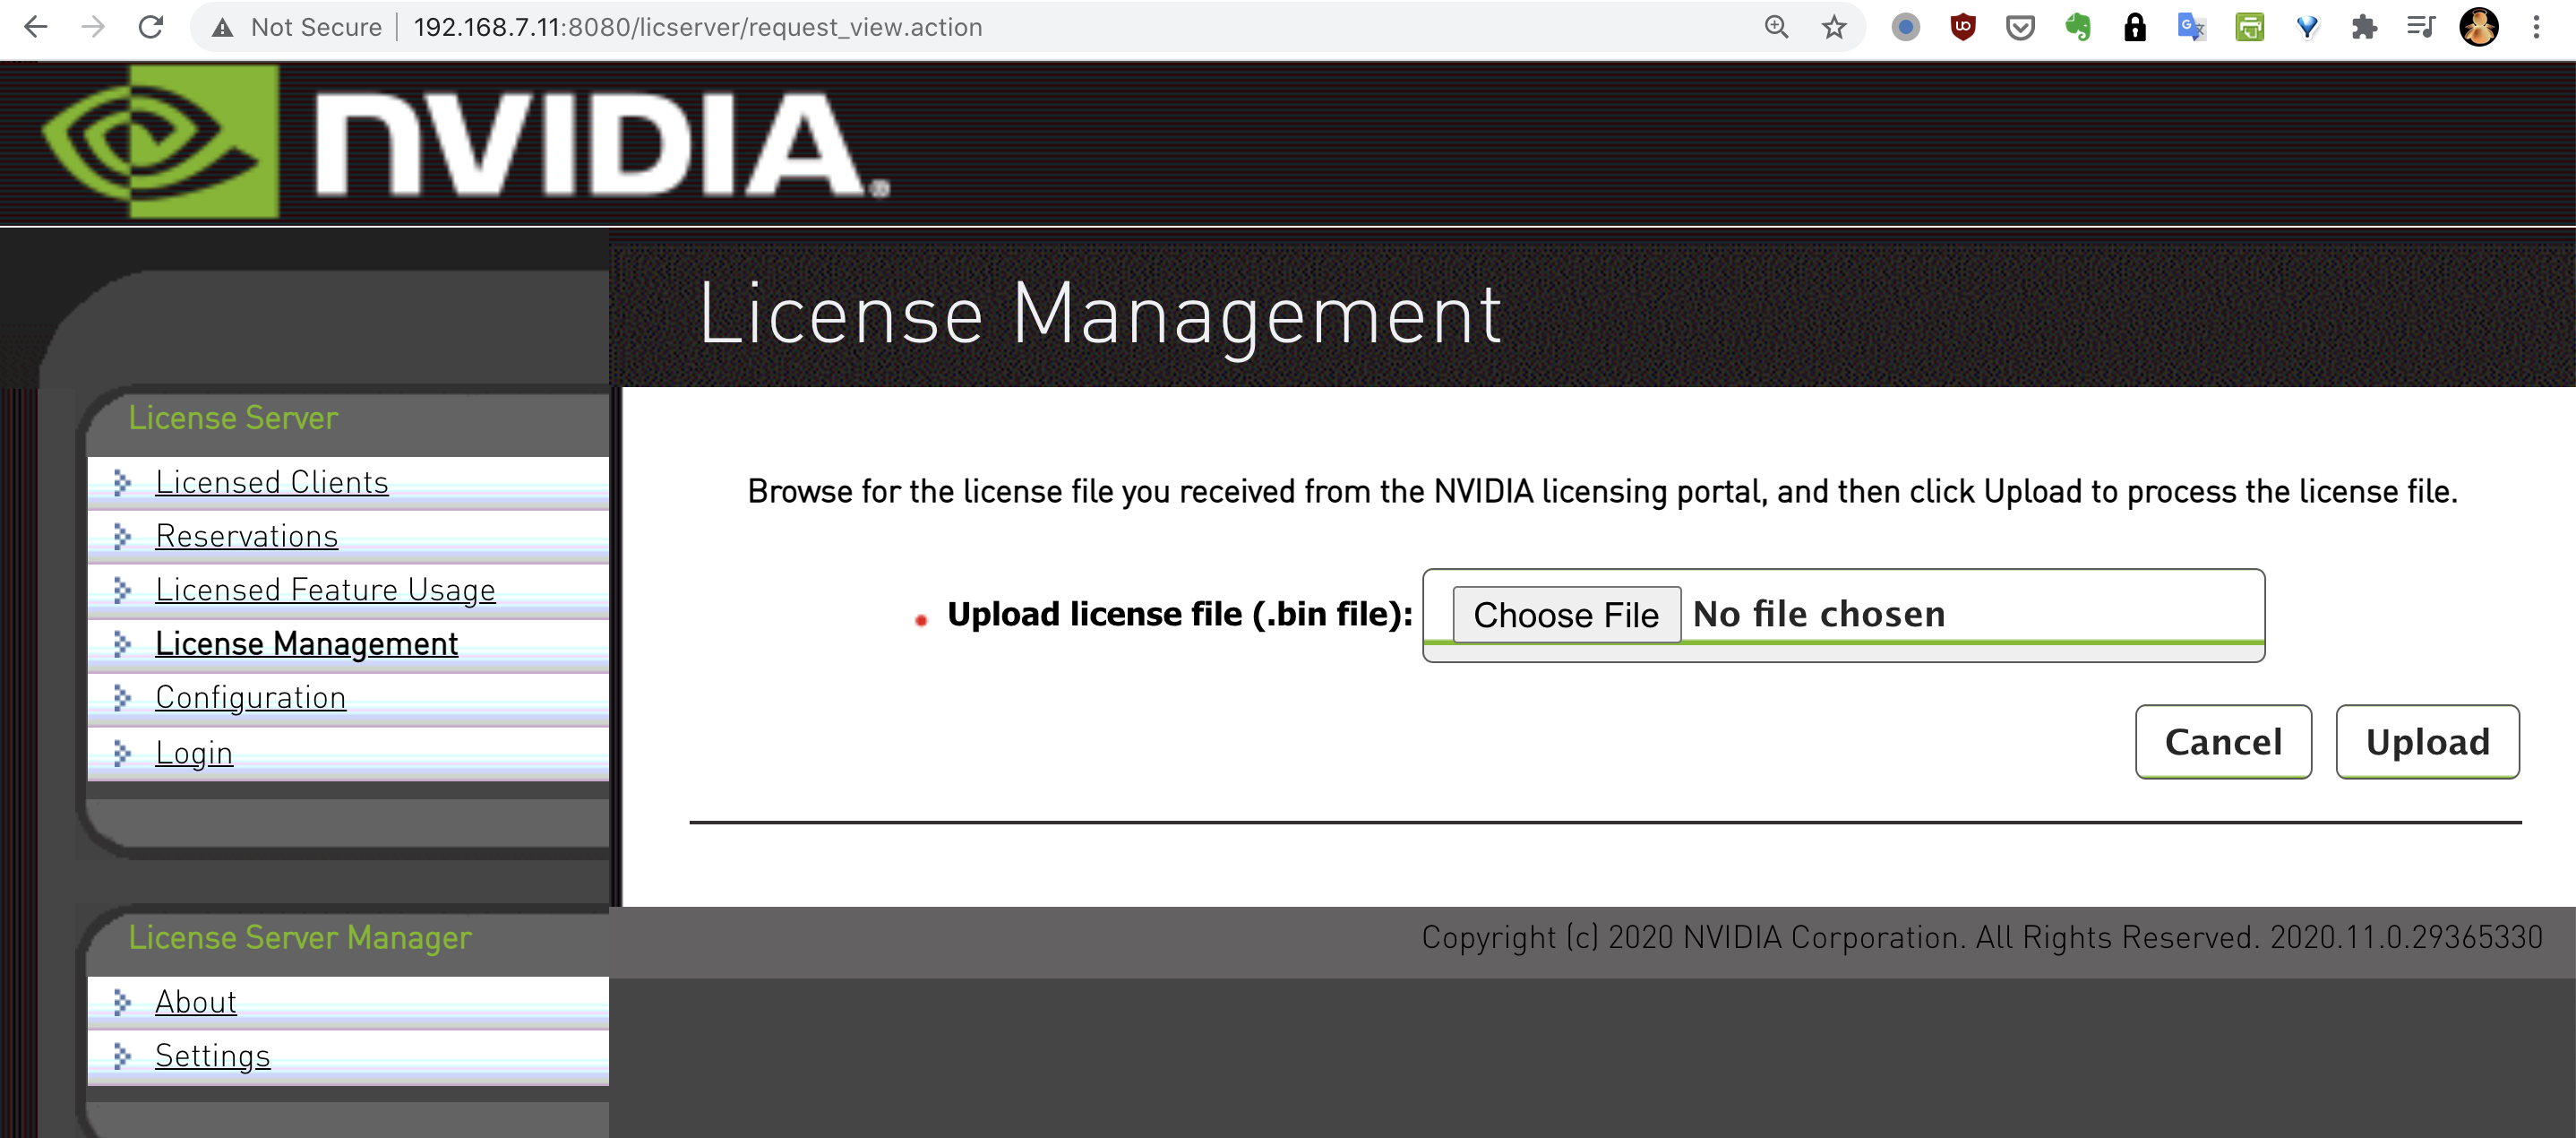 Not Secure | 192.168.7.11:8080/licserver/request_view.action
NVIDIA®
License Management
License Server
Licensed Clients
Reservations
Licensed Feature Usage
License Management
Configuration
Login
Browse for the license file you received from the NVIDIA licensing portal, and then click Upload to process the license file.
Upload license file (.bin file): Choose File No file chosen
Cancel Upload
License Server Manager
About
Settings
Copyright (c) 2020 NVIDIA Corporation. All Rights Reserved. 2020.11.0.29365330